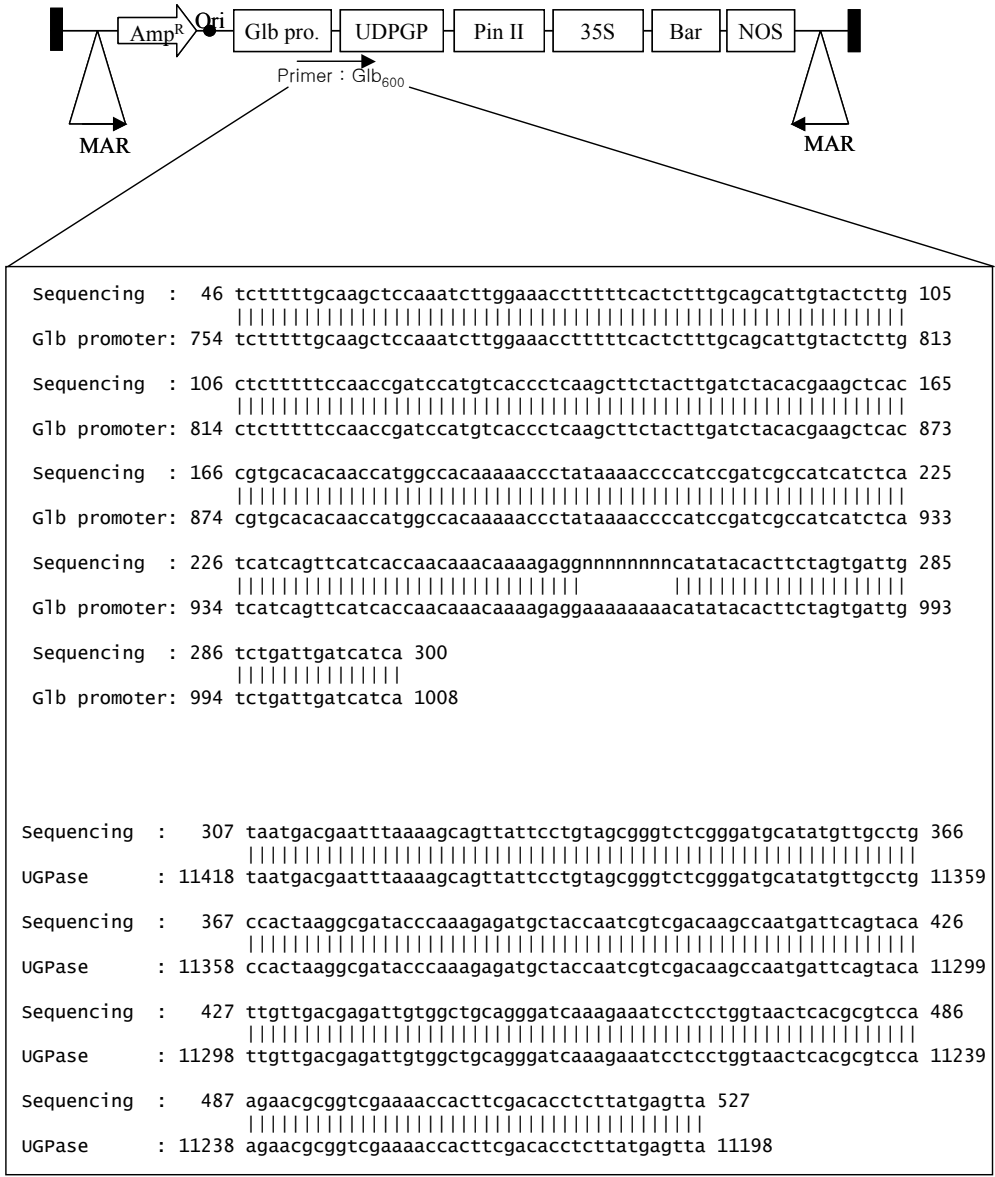 Amp^R Ori Glb pro. UDPGP Pin II 35S Bar NOS
Primer : Glb_600
MAR MAR
Sequencing : 46 tctttttgcaagctccaaatcttggaaacctttttcactctttgcagcattgtactcttg 105
Glb promoter: 754 tctttttgcaagctccaaatcttggaaacctttttcactctttgcagcattgtactcttg 813
Sequencing : 106 ctctttttccaaccgatccatgtcaccctcaagcttctacttgatctacacgaagctcac 165
Glb promoter: 814 ctctttttccaaccgatccatgtcaccctcaagcttctacttgatctacacgaagctcac 873
Sequencing : 166 cgtgcacacaaccatggccacaaaaaccctataaaaccccatccgatcgccatcatctca 225
Glb promoter: 874 cgtgcacacaaccatggccacaaaaaccctataaaaccccatccgatcgccatcatctca 933
Sequencing : 226 tcatcagttcatcaccaacaaacaaaagaggnnnnnnnncatatacacttctagtgattg 285
Glb promoter: 934 tcatcagttcatcaccaacaaacaaaagaggaaaaaaaacatatacacttctagtgattg 993
Sequencing : 286 tctgattgatcatca 300
Glb promoter: 994 tctgattgatcatca 1008
Sequencing : 307 taatgacgaatttaaaagcagttattcctgtagcgggtctcgggatgcatatgttgcctg 366
UGPase : 11418 taatgacgaatttaaaagcagttattcctgtagcgggtctcgggatgcatatgttgcctg 11359
Sequencing : 367 ccactaaggcgatacccaaagagatgctaccaatcgtcgacaagccaatgattcagtaca 426
UGPase : 11358 ccactaaggcgatacccaaagagatgctaccaatcgtcgacaagccaatgattcagtaca 11299
Sequencing : 427 ttgttgacgagattgtggctgcagggatcaaagaaatcctcctggtaactcacgcgtcca 486
UGPase : 11298 ttgttgacgagattgtggctgcagggatcaaagaaatcctcctggtaactcacgcgtcca 11239
Sequencing : 487 agaacgcggtcgaaaaccacttcgacacctcttatgagtta 527
UGPase : 11238 agaacgcggtcgaaaaccacttcgacacctcttatgagtta 11198